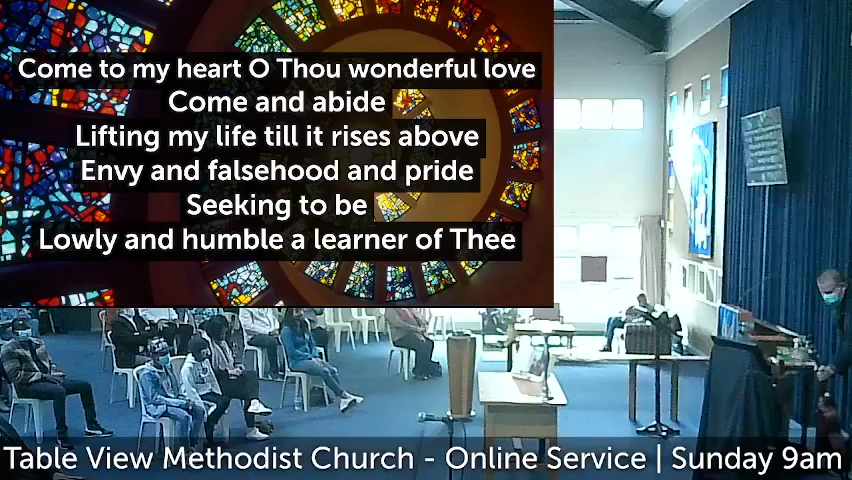 Come to my heart O Thou wonderful love
Come and abide
Lifting my life till it rises above
Envy and falsehood and pride
Seeking to be
Lowly and humble a learner of Thee
Table View Methodist Church - Online Service | Sunday 9am